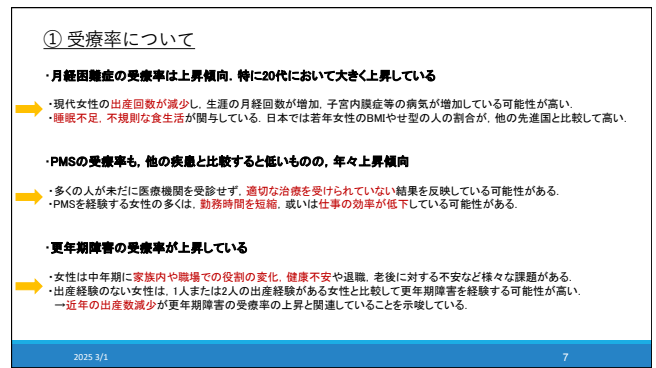 ① 受療率について
・月経困難症の受療率は上昇傾向．特に20代において大きく上昇している
・現代女性の出産回数が減少し，生涯の月経回数が増加，子宮内膜症等の病気が増加している可能性が高い．
・睡眠不足，不規則な食生活が関与している．日本では若年女性のBMIやせ型の人の割合が，他の先進国と比較して高い．
・PMSの受療率も，他の疾患と比較すると低いものの，年々上昇傾向
・多くの人が未だに医療機関を受診せず，適切な治療を受けられていない結果を反映している可能性がある．
・PMSを経験する女性の多くは，勤務時間を短縮，或いは仕事の効率が低下している可能性がある．
・更年期障害の受療率が上昇している
・女性は中年期に家族内や職場での役割の変化，健康不安や退職，老後に対する不安など様々な課題がある．
・出産経験のない女性は，1人または2人の出産経験がある女性と比較して更年期障害を経験する可能性が高い．
→近年の出産数減少が更年期障害の受療率の上昇と関連していることを示唆している．
2025 3/1
7